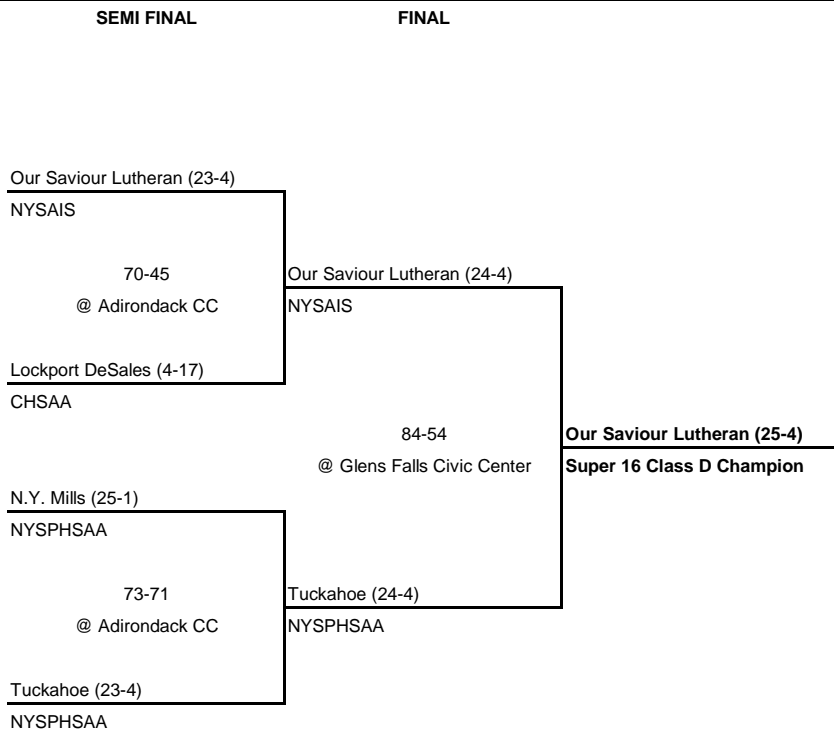 SEMI FINAL
FINAL
Our Saviour Lutheran (23-4)
NYSAIS
70-45
@ Adirondack CC
Our Saviour Lutheran (24-4)
NYSAIS
Lockport DeSales (4-17)
CHSAA
84-54
@ Glens Falls Civic Center
Our Saviour Lutheran (25-4)
Super 16 Class D Champion
N.Y. Mills (25-1)
NYSPHSAA
73-71
@ Adirondack CC
Tuckahoe (24-4)
NYSPHSAA
Tuckahoe (23-4)
NYSPHSAA